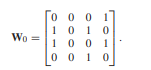 W₀ =
0 0 0 1
1 0 1 0
1 0 0 1
0 0 1 0
.